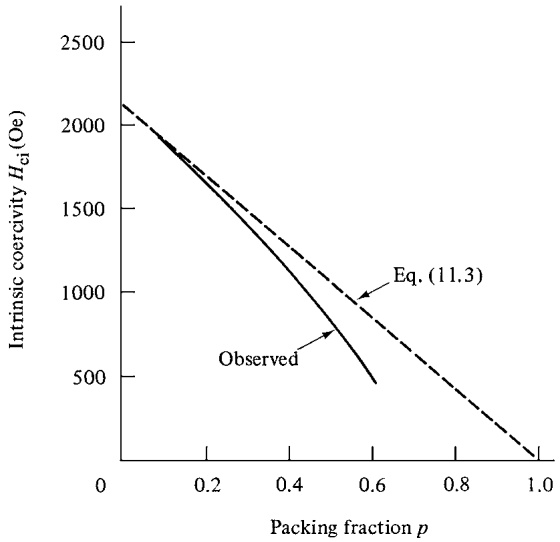 2500
2000
1500
1000
500
Intrinsic coercivity Hci(Oe)
Eq. (11.3)
Observed
0
0.2
0.4
0.6
0.8
1.0
Packing fraction p